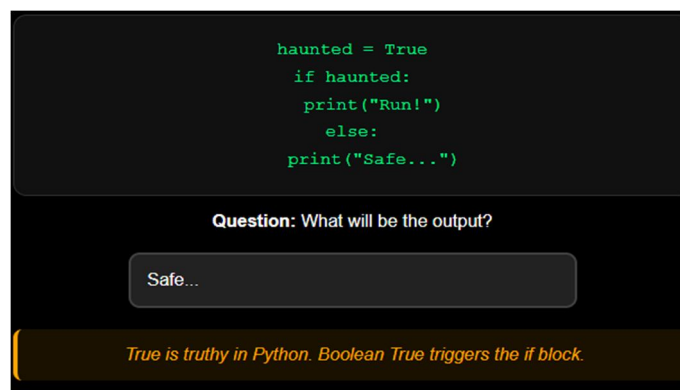 haunted = True
if haunted:
print("Run!")
else:
print("Safe...")
Question: What will be the output?
Safe...
True is truthy in Python. Boolean True triggers the if block.